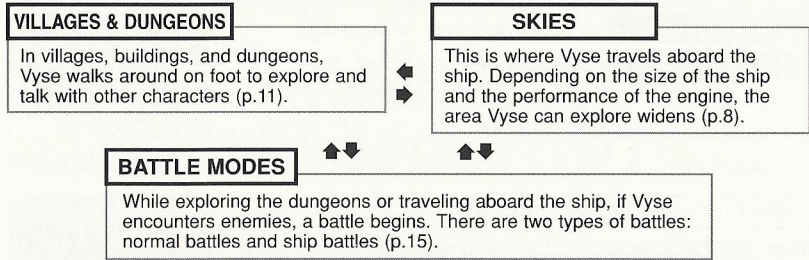 VILLAGES & DUNGEONS
In villages, buildings, and dungeons,
Vyse walks around on foot to explore and
talk with other characters (p.11).
SKIES
This is where Vyse travels aboard the
ship. Depending on the size of the ship
and the performance of the engine, the
area Vyse can explore widens (p.8).
BATTLE MODES
While exploring the dungeons or traveling aboard the ship, if Vyse
encounters enemies, a battle begins. There are two types of battles:
normal battles and ship battles (p.15).